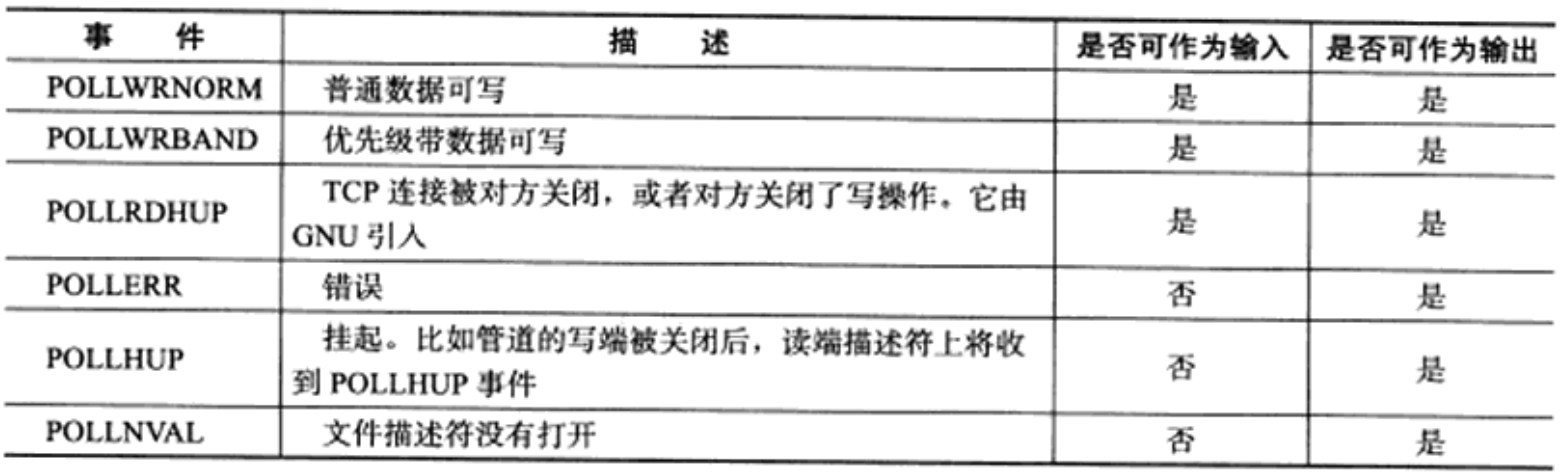 事 件 描 述 是否可作为输入 是否可作为输出
POLLWRNORM 普通数据可写 是 是
POLLWRBAND 优先级带数据可写 是 是
POLLRDHUP TCP 连接被对方关闭，或者对方关闭了写操作。它由
GNU 引入 是 是
POLLERR 错误 否 是
POLLHUP 挂起。比如管道的写端被关闭后，读端描述符上将收
到 POLLHUP 事件 否 是
POLLNVAL 文件描述符没有打开 否 是